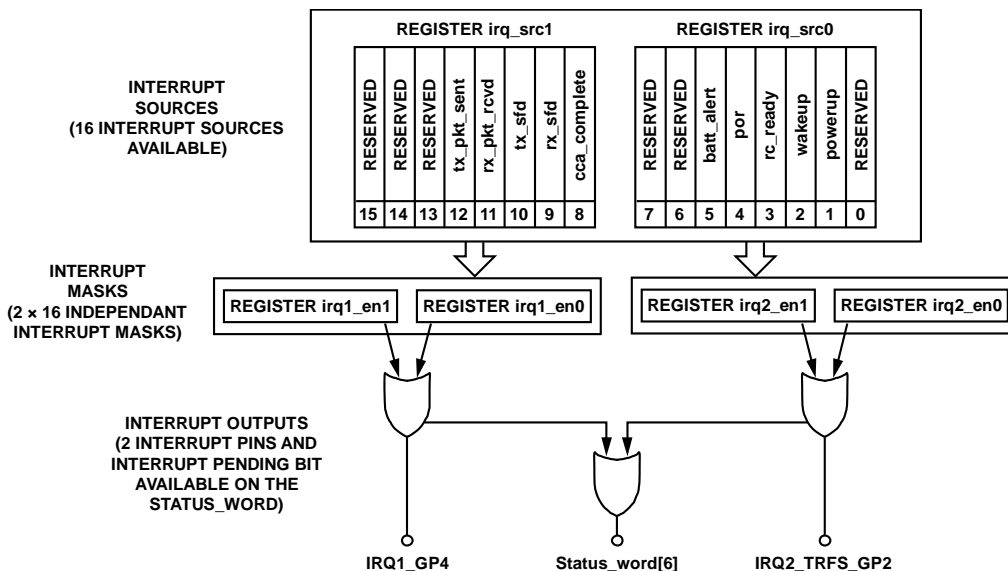 REGISTER irq_src1
REGISTER irq_src0
INTERRUPT
SOURCES
(16 INTERRUPT SOURCES
AVAILABLE)
RESERVED
RESERVED
RESERVED
tx_pkt_sent
rx_pkt_rcvd
tx_sfd
rx_sfd
cca_complete
15 14 13 12 11 10 9 8
RESERVED
RESERVED
batt_alert
por
rc_ready
wakeup
powerup
RESERVED
7 6 5 4 3 2 1 0
INTERRUPT
MASKS
(2 × 16 INDEPENDANT
INTERRUPT MASKS)
REGISTER irq1_en1
REGISTER irq1_en0
REGISTER irq2_en1
REGISTER irq2_en0
INTERRUPT OUTPUTS
(2 INTERRUPT PINS AND
INTERRUPT PENDING BIT
AVAILABLE ON THE
STATUS_WORD)
IRQ1_GP4
Status_word[6]
IRQ2_TRFS_GP2